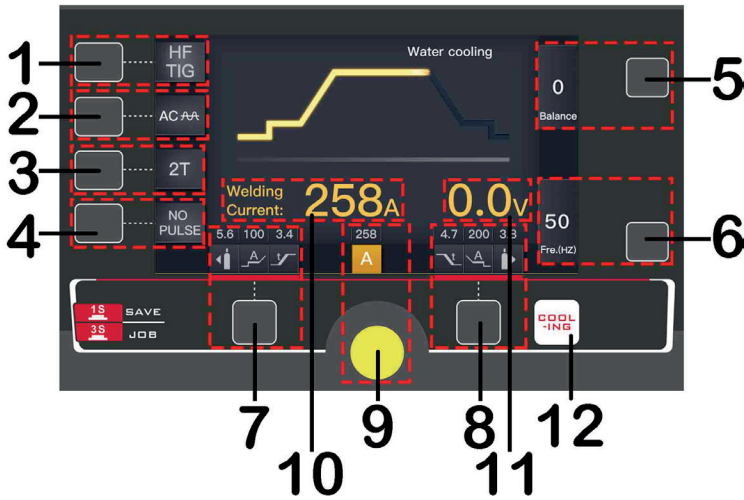 1
HF
TIG
2
AC
3
2T
4
NO
PULSE
Water cooling
0
Balance
5
50
Fre.(HZ)
6
Welding
Current:
258A
0.0V
5.6 100 3.4
A t
258
A
4.7 200 3.3
t A
1S SAVE
3S JOB
COOL
-ING
7
9
8
12
10
11